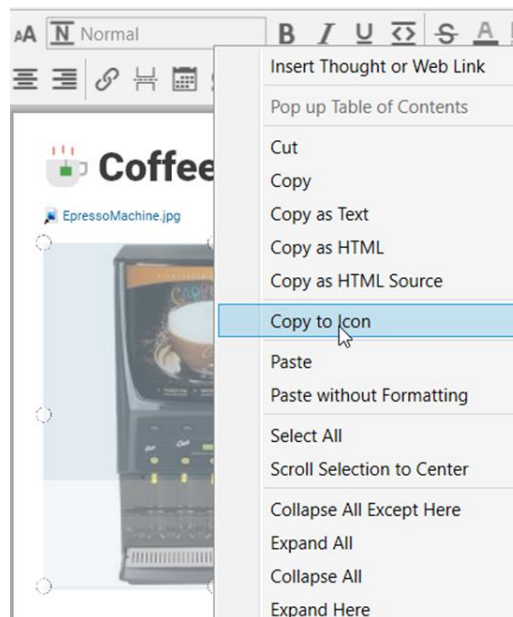 AA N Normal B I U S A
Insert Thought or Web Link
Pop up Table of Contents
Coffee
Cut
Copy
EpressoMachine.jpg
Copy as Text
Copy as HTML
Copy as HTML Source
Copy to Icon
Paste
Paste without Formatting
Select All
Scroll Selection to Center
Collapse All Except Here
Expand All
Collapse All
Expand Here